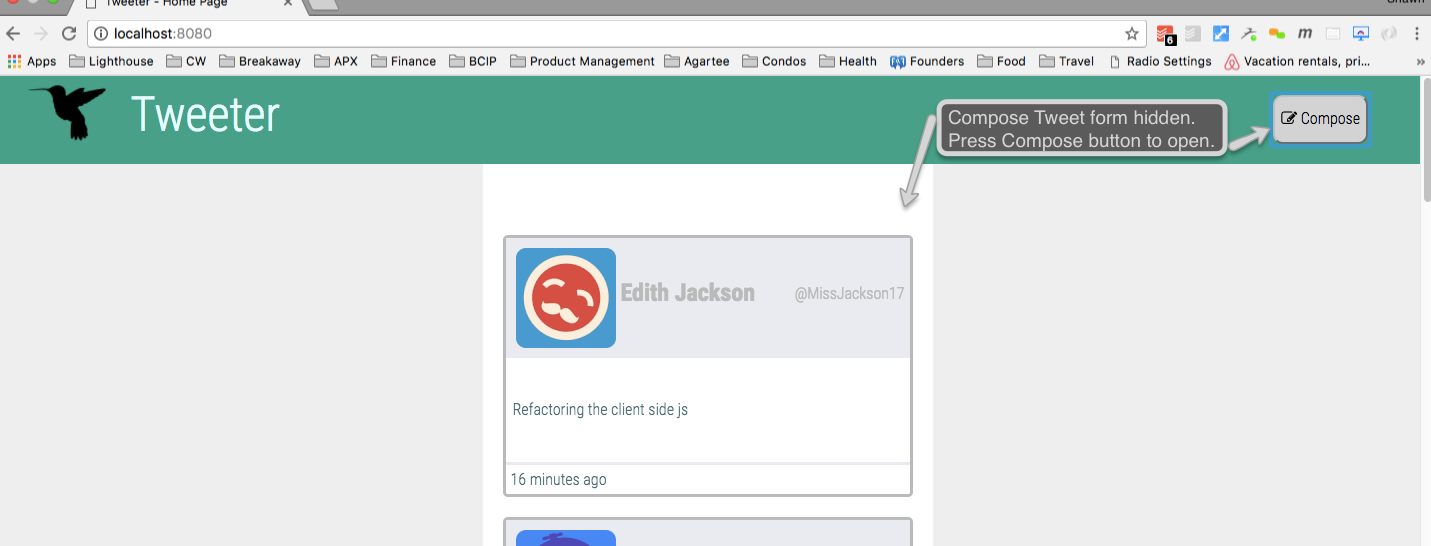 Tweeter - Home Page
Shawn
localhost:8080
6
m
Apps Lighthouse CW Breakaway APX Finance BCIP Product Management Agartee Condos Health Founders Food Travel Radio Settings Vacation rentals, pri... »
Tweeter
Compose Tweet form hidden.
Press Compose button to open.
Compose
Edith Jackson
@MissJackson17
Refactoring the client side js
16 minutes ago